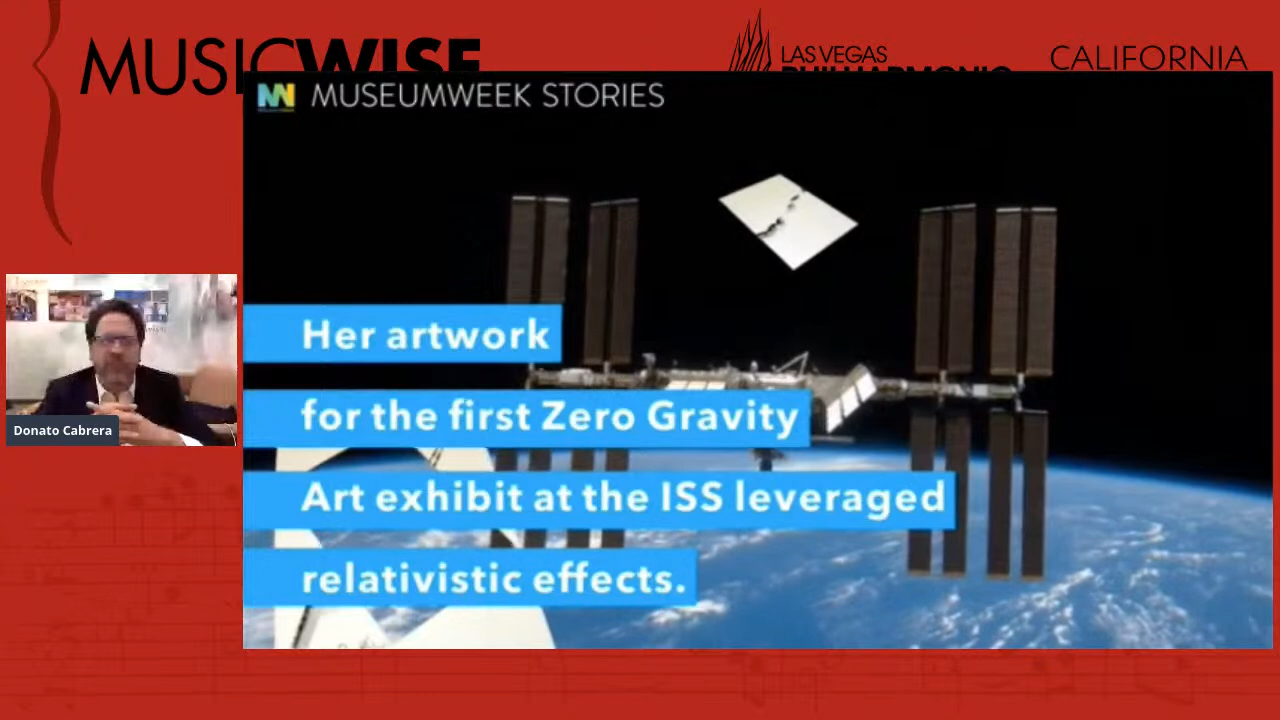 MUSICWISE
LAS VEGAS
PHILHARMONIC
CALIFORNIA
MUSEUMWEEK STORIES
Her artwork
for the first Zero Gravity
Art exhibit at the ISS leveraged
relativistic effects.
Donato Cabrera